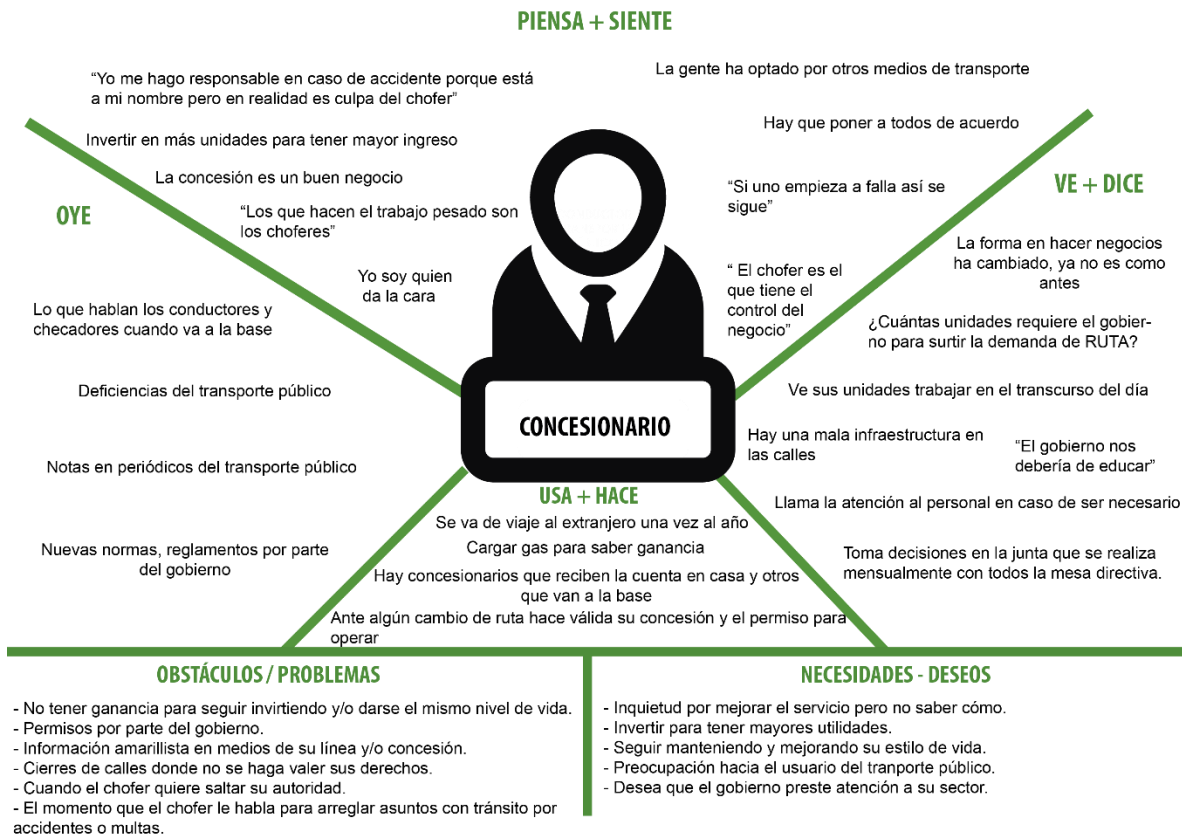 PIENSA + SIENTE
“Yo me hago responsable en caso de accidente porque está
a mi nombre pero en realidad es culpa del chofer”
Invertir en más unidades para tener mayor ingreso
La concesión es un buen negocio
“Los que hacen el trabajo pesado son
los choferes”
Yo soy quien
da la cara
La gente ha optado por otros medios de transporte
Hay que poner a todos de acuerdo
“Si uno empieza a falla así se
sigue”
“ El chofer es el
que tiene el
control del
negocio”
OYE
Lo que hablan los conductores y
checadores cuando va a la base
Deficiencias del transporte público
Notas en periódicos del transporte público
Nuevas normas, reglamentos por parte
del gobierno
CONCESIONARIO
VE + DICE
La forma en hacer negocios
ha cambiado, ya no es como
antes
¿Cuántas unidades requiere el gobier-
no para surtir la demanda de RUTA?
Ve sus unidades trabajar en el transcurso del día
Hay una mala infraestructura en
las calles
“El gobierno nos
debería de educar”
Llama la atención al personal en caso de ser necesario
Toma decisiones en la junta que se realiza
mensualmente con todos la mesa directiva.
USA + HACE
Se va de viaje al extranjero una vez al año
Cargar gas para saber ganancia
Hay concesionarios que reciben la cuenta en casa y otros
que van a la base
Ante algún cambio de ruta hace válida su concesión y el permiso para
operar
OBSTÁCULOS / PROBLEMAS
- No tener ganancia para seguir invirtiendo y/o darse el mismo nivel de vida.
- Permisos por parte del gobierno.
- Información amarillista en medios de su línea y/o concesión.
- Cierres de calles donde no se haga valer sus derechos.
- Cuando el chofer quiere saltar su autoridad.
- El momento que el chofer le habla para arreglar asuntos con tránsito por
accidentes o multas.
NECESIDADES - DESEOS
- Inquietud por mejorar el servicio pero no saber cómo.
- Invertir para tener mayores utilidades.
- Seguir manteniendo y mejorando su estilo de vida.
- Preocupación hacia el usuario del tranporte público.
- Desea que el gobierno preste atención a su sector.